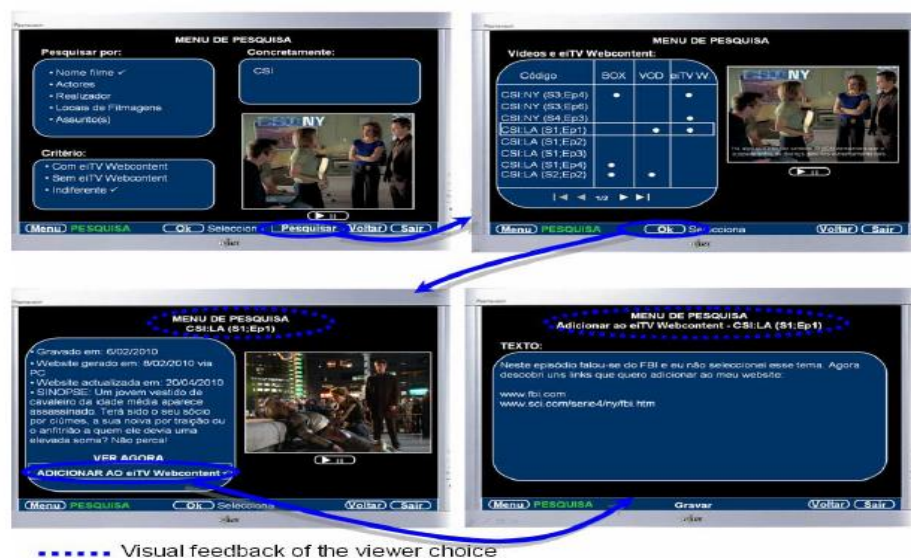 MENU DE PESQUISA
Pesquisar por:
Concretamente:
• Nome filme ✓
• Actores
• Realizador
• Locais de Filmagens
• Assunto(s)
CSI
NY
Critério:
• Com eiTV Webcontent
• Sem eiTV Webcontent
• Indiferente ✓
Menu PESQUISA Ok Selecciona Pesquisar Voltar Sair
MENU DE PESQUISA
Vídeos e eiTV Webcontent:
Código BOX VOD eiTV W
CSI:NY (S3;Ep4) • •
CSI:NY (S3;Ep6)
CSI:NY (S4;Ep3) •
CSI:LA (S1;Ep1) • •
CSI:LA (S1;Ep2)
CSI:LA (S1;Ep3)
CSI:LA (S1;Ep4) •
CSI:LA (S2;Ep2) • •
1/2
NY
Menu PESQUISA Ok Selecciona Voltar Sair
MENU DE PESQUISA
CSI:LA (S1;Ep1)
• Gravado em: 6/02/2010
• Website gerado em: 8/02/2010 via
PC
• Website actualizada em: 20/04/2010
• SINOPSE: Um jovem vestido de
cavaleiro da idade média aparece
assassinado. Terá sido o seu sócio
por ciúmes, a sua noiva por traição ou
o anfitrião a quem ele devia uma
elevada soma? Não perca!
VER AGORA
ADICIONAR AO eiTV Webcontent ✓
Menu PESQUISA Ok Selecciona Voltar Sair
MENU DE PESQUISA
Adicionar ao eiTV Webcontent - CSI:LA (S1;Ep1)
TEXTO:
Neste episódio falou-se do FBI e eu não seleccionei esse tema. Agora
descobri uns links que quero adicionar ao meu website:
www.fbi.com
www.sci.com/serie4/ny/fbi.htm
Menu PESQUISA Gravar Voltar Sair
Visual feedback of the viewer choice